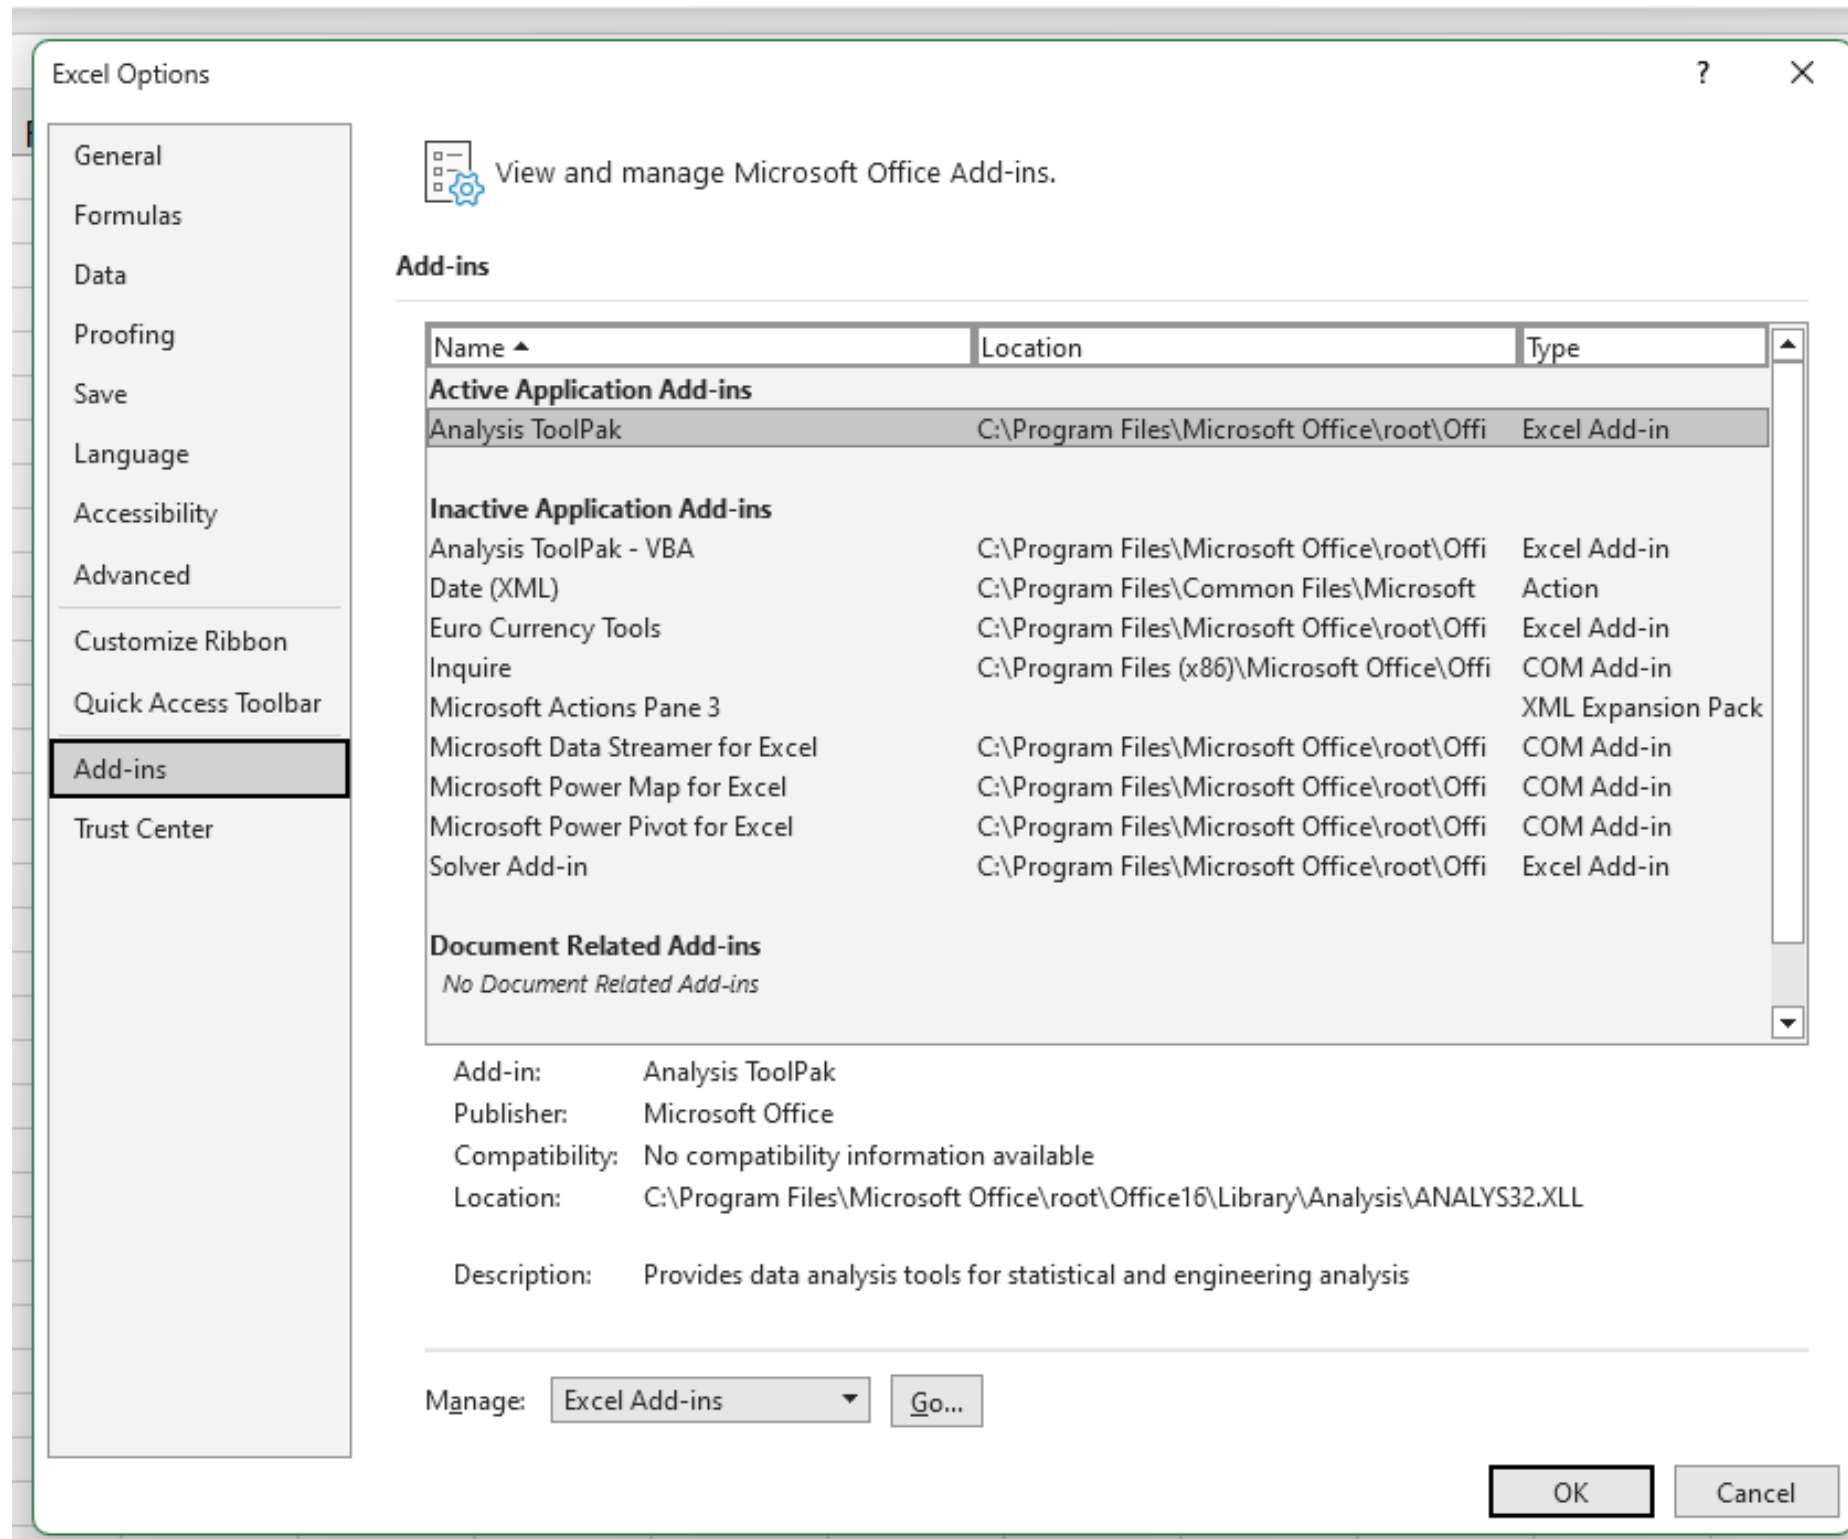 Excel Options
?
General
Formulas
Data
Proofing
Save
Language
Accessibility
Advanced
Customize Ribbon
Quick Access Toolbar
Add-ins
Trust Center
View and manage Microsoft Office Add-ins.
Add-ins
Name Location Type
Active Application Add-ins
Analysis ToolPak C:\Program Files\Microsoft Office\root\Offi Excel Add-in
Inactive Application Add-ins
Analysis ToolPak - VBA C:\Program Files\Microsoft Office\root\Offi Excel Add-in
Date (XML) C:\Program Files\Common Files\Microsoft Action
Euro Currency Tools C:\Program Files\Microsoft Office\root\Offi Excel Add-in
Inquire C:\Program Files (x86)\Microsoft Office\Offi COM Add-in
Microsoft Actions Pane 3 XML Expansion Pack
Microsoft Data Streamer for Excel C:\Program Files\Microsoft Office\root\Offi COM Add-in
Microsoft Power Map for Excel C:\Program Files\Microsoft Office\root\Offi COM Add-in
Microsoft Power Pivot for Excel C:\Program Files\Microsoft Office\root\Offi COM Add-in
Solver Add-in C:\Program Files\Microsoft Office\root\Offi Excel Add-in
Document Related Add-ins
No Document Related Add-ins
Add-in: Analysis ToolPak
Publisher: Microsoft Office
Compatibility: No compatibility information available
Location: C:\Program Files\Microsoft Office\root\Office16\Library\Analysis\ANALYS32.XLL
Description: Provides data analysis tools for statistical and engineering analysis
Manage: Excel Add-ins Go...
OK Cancel